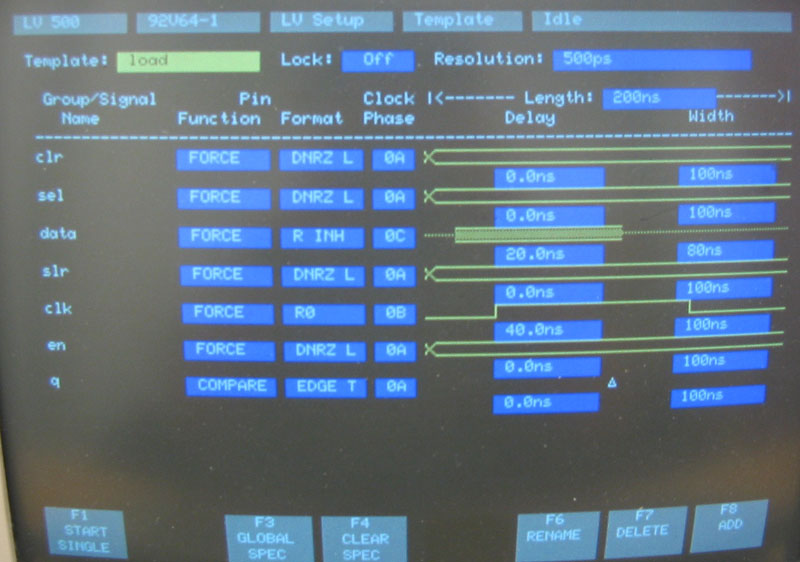 LV 500 92V64-1 LV Setup Template Idle
Template: load Lock: Off Resolution: 500ps
Group/Signal Pin Clock |<------- Length: 200ns ------->|
Name Function Format Phase Delay Width
clr FORCE DNRZ L 0A
0.0ns 100ns
sel FORCE DNRZ L 0A
0.0ns 100ns
data FORCE R INH 0C
20.0ns 80ns
slr FORCE DNRZ L 0A
0.0ns 100ns
clk FORCE R0 0B
40.0ns 100ns
en FORCE DNRZ L 0A
0.0ns 100ns
q COMPARE EDGE T 0A
0.0ns 100ns
F1 F3 F4 F6 F7 F8
START GLOBAL CLEAR RENAME DELETE ADD
SINGLE SPEC SPEC